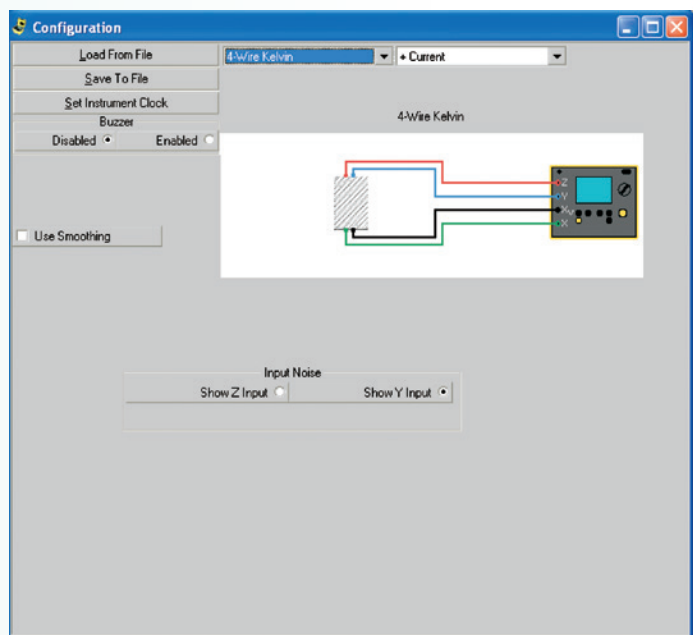 Configuration
Load From File
4-Wire Kelvin
+ Current
Save To File
Set Instrument Clock
Buzzer
Disabled
Enabled
4-Wire Kelvin
Z
Y
Xv
X
Use Smoothing
Input Noise
Show Z Input
Show Y Input